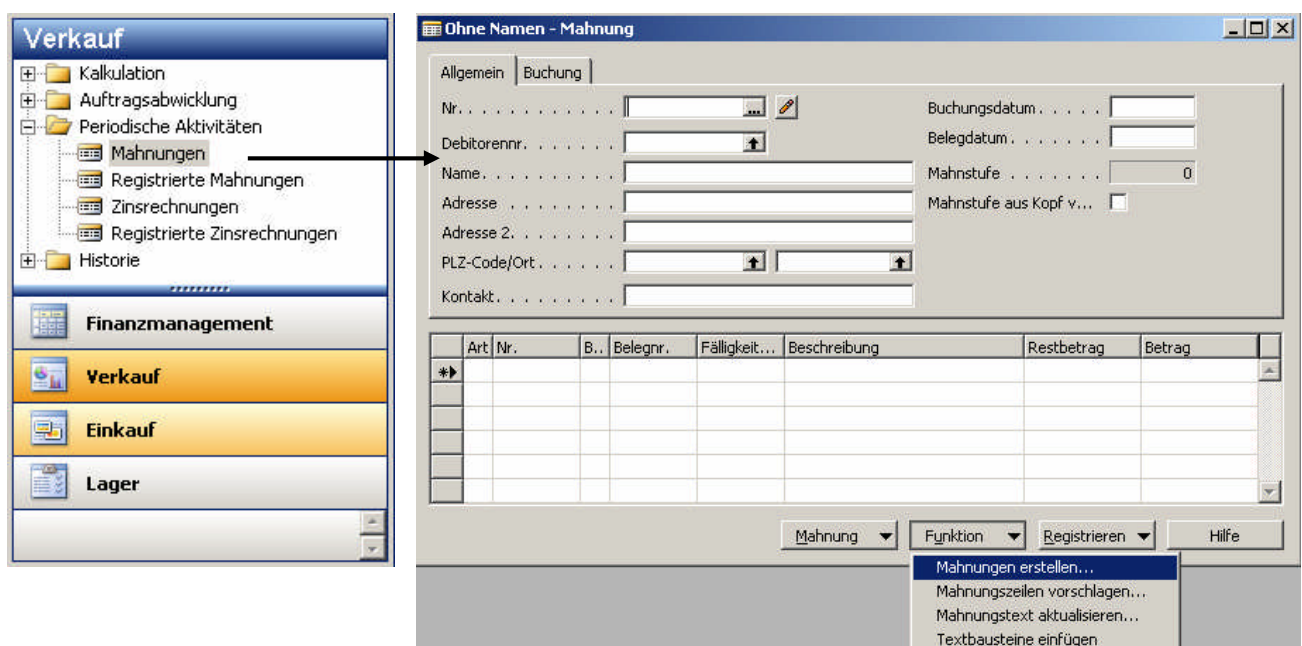 Verkauf
Kalkulation
Auftragsabwicklung
Periodische Aktivitäten
Mahnungen
Registrierte Mahnungen
Zinsrechnungen
Registrierte Zinsrechnungen
Historie
Finanzmanagement
Verkauf
Einkauf
Lager
Ohne Namen - Mahnung
Allgemein Buchung
Nr. . . . . . . . . . . . . ...
Debitorennr. . . . . . . .
Name. . . . . . . . . . .
Adresse . . . . . . . . .
Adresse 2. . . . . . . .
PLZ-Code/Ort. . . . . .
Kontakt. . . . . . . . . .
Buchungsdatum. . . . . .
Belegdatum. . . . . . . .
Mahnstufe . . . . . . . . 0
Mahnstufe aus Kopf v...
Art Nr. B.. Belegnr. Fälligkeit... Beschreibung Restbetrag Betrag
Mahnung Funktion Registrieren Hilfe
Mahnungen erstellen...
Mahnungszeilen vorschlagen...
Mahnungstext aktualisieren...
Textbausteine einfügen